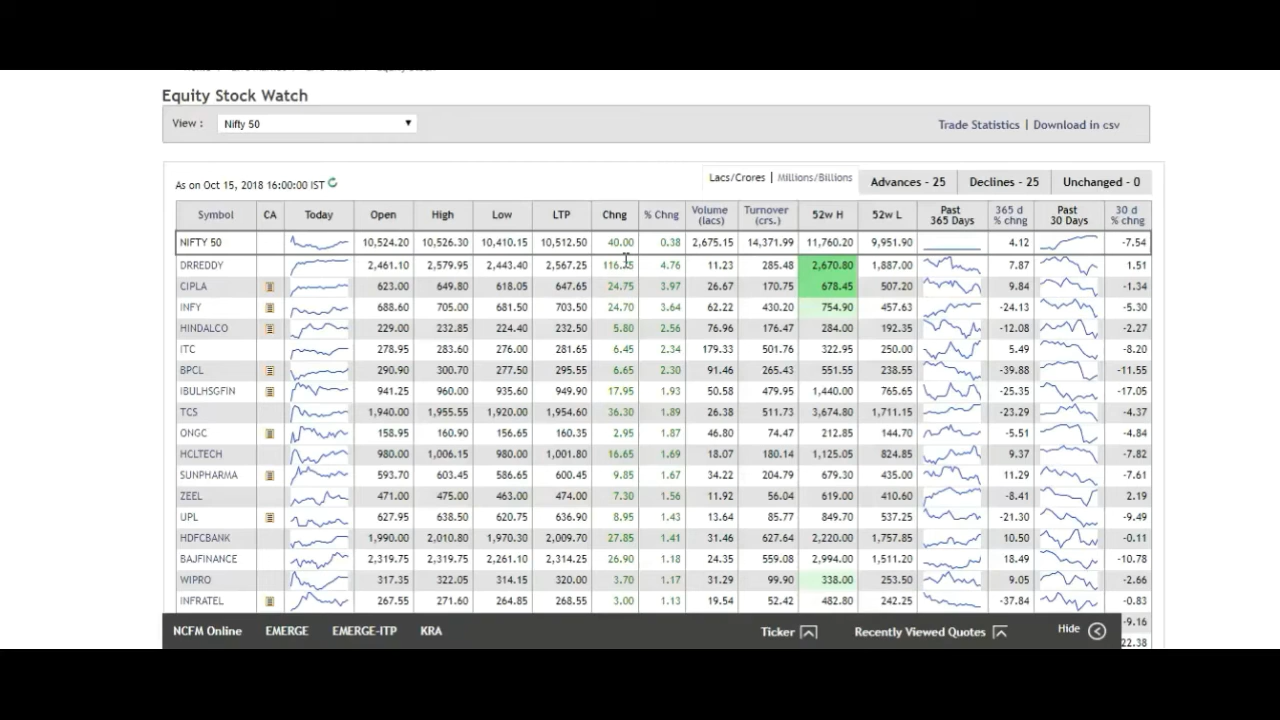 Equity Stock Watch
View : Nifty 50
Trade Statistics | Download in csv
As on Oct 15, 2018 16:00:00 IST
Lacs/Crores | Millions/Billions Advances - 25 Declines - 25 Unchanged - 0
Symbol CA Today Open High Low LTP Chng % Chng Volume (lacs) Turnover (crs.) 52w H 52w L Past 365 Days 365 d % chng Past 30 Days 30 d % chng
NIFTY 50 10,524.20 10,526.30 10,410.15 10,512.50 40.00 0.38 2,675.15 14,371.99 11,760.20 9,951.90 4.12 -7.54
DRREDDY 2,461.10 2,579.95 2,443.40 2,567.25 4.76 11.23 285.48 2,670.80 1,887.00 7.87 1.51
CIPLA 623.00 649.80 618.05 647.65 24.75 3.97 26.67 170.75 678.45 507.20 9.84 -1.34
INFY 688.60 705.00 681.50 703.50 24.70 3.64 62.22 430.20 754.90 457.63 -24.13 -5.30
HINDALCO 229.00 232.85 224.40 232.50 5.80 2.56 76.96 176.47 284.00 192.35 -12.08 -2.27
ITC 278.95 283.60 276.00 281.65 6.45 2.34 179.33 501.76 322.95 250.00 5.49 -8.20
BPCL 290.90 300.70 277.50 295.55 6.65 2.30 91.46 265.43 551.55 238.55 -39.88 -11.55
IBULHSGFIN 941.25 960.00 935.60 949.90 17.95 1.93 50.58 479.95 1,440.00 765.65 -25.35 -17.05
TCS 1,940.00 1,955.55 1,920.00 1,954.60 36.30 1.89 26.38 511.73 3,674.80 1,711.15 -23.29 -4.37
ONGC 158.95 160.90 156.65 160.35 2.95 1.87 46.80 74.47 212.85 144.70 -5.51 -4.84
HCLTECH 980.00 1,006.15 980.00 1,001.80 16.65 1.69 18.07 180.14 1,125.05 824.85 9.37 -7.82
SUNPHARMA 593.70 603.45 586.65 600.45 9.85 1.67 34.22 204.79 679.30 435.00 11.29 -7.61
ZEEL 471.00 475.00 463.00 474.00 7.30 1.56 11.92 56.04 619.00 410.60 -8.41 2.19
UPL 627.95 638.50 620.75 636.90 8.95 1.43 13.64 85.77 849.70 537.25 -21.30 -9.49
HDFCBANK 1,990.00 2,010.80 1,970.30 2,009.70 27.85 1.41 31.46 627.64 2,220.00 1,757.85 10.50 -0.11
BAJFINANCE 2,319.75 2,319.75 2,261.10 2,314.25 26.90 1.18 24.35 559.08 2,994.00 1,511.20 18.49 -10.78
WIPRO 317.35 322.05 314.15 320.00 3.70 1.17 31.29 99.90 338.00 253.50 9.05 -2.66
INFRATEL 267.55 271.60 264.85 268.55 3.00 1.13 19.54 52.42 482.80 242.25 -37.84 -0.83
-9.16
NCFM Online EMERGE EMERGE-ITP KRA Ticker Recently Viewed Quotes Hide
22.38